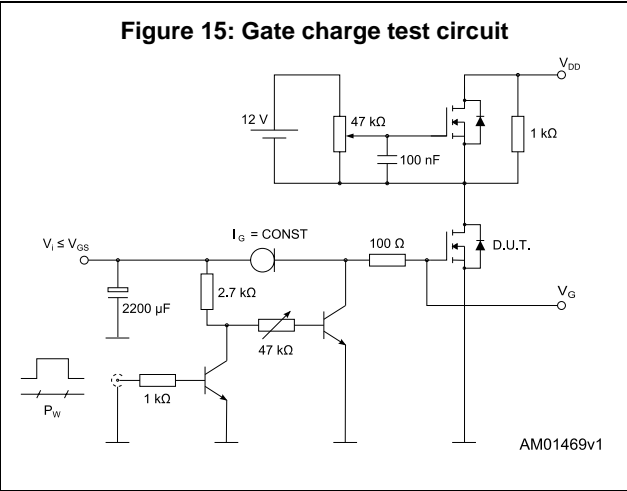 Figure 15: Gate charge test circuit
V_DD
12 V
47 kΩ
1 kΩ
100 nF
V_i ≤ V_GS
I_G = CONST
100 Ω
D.U.T.
2.7 kΩ
2200 μF
V_G
47 kΩ
1 kΩ
P_W
AM01469v1